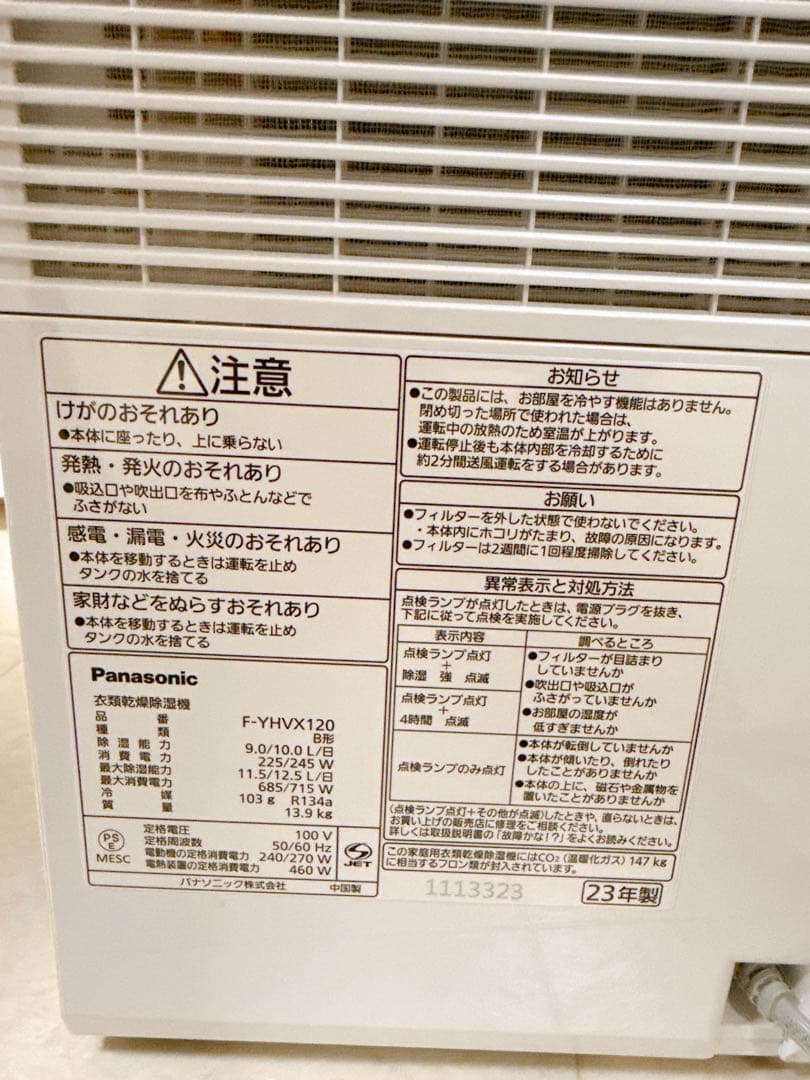 注意
けがのおそれあり
●本体に座ったり、上に乗らない
発熱・発火のおそれあり
●吸込口や吹出口を布やふとんなどで
ふさがない
感電・漏電・火災のおそれあり
●本体を移動するときは運転を止め
タンクの水を捨てる
家財などをぬらすおそれあり
●本体を移動するときは運転を止め
タンクの水を捨てる
Panasonic
衣類乾燥除湿機
品番 F-YHVX120
種類 B形
除湿能力 9.0/10.0 L/日
消費電力 225/245 W
最大除湿能力 11.5/12.5 L/日
最大消費電力 685/715 W
冷媒 103 g R134a
質量 13.9 kg
PS
E
MESC
定格電圧 100 V
定格周波数 50/60 Hz
電動機の定格消費電力 240/270 W
電熱装置の定格消費電力 460 W
S
JET
パナソニック株式会社 中国製
お知らせ
●この製品には、お部屋を冷やす機能はありません。
閉め切った場所で使われた場合は、
運転中の放熱のため室温が上がります。
●運転停止後も本体内部を冷却するために
約2分間送風運転をする場合があります。
お願い
●フィルターを外した状態で使わないでください。
・本体内にホコリがたまり、故障の原因になります。
●フィルターは2週間に1回程度掃除してください。
異常表示と対処方法
点検ランプが点灯したときは、電源プラグを抜き、
下記に従って点検を実施してください。
表示内容 調べるところ
点検ランプ点灯
+
除湿 強 点滅
点検ランプ点灯
+
4時間 点滅
●フィルターが目詰まり
していませんか
●吹出口や吸込口が
ふさがっていませんか
●お部屋の湿度が
低すぎませんか
点検ランプのみ点灯
●本体が転倒していませんか
●本体が傾いたり、倒れたり
したことがありませんか
●本体の上に、磁石や金属物を
置いたことがありませんか
(点検ランプ点灯+その他が点滅)したときや、直らないときは、
お買い上げの販売店に修理をご相談ください。
詳しくは取扱説明書の「故障かな!?」をよくお読みください。
この家庭用衣類乾燥除湿機にはCO₂(温暖化ガス)147 kg
に相当するフロン類が封入されています。
1113323
23年製